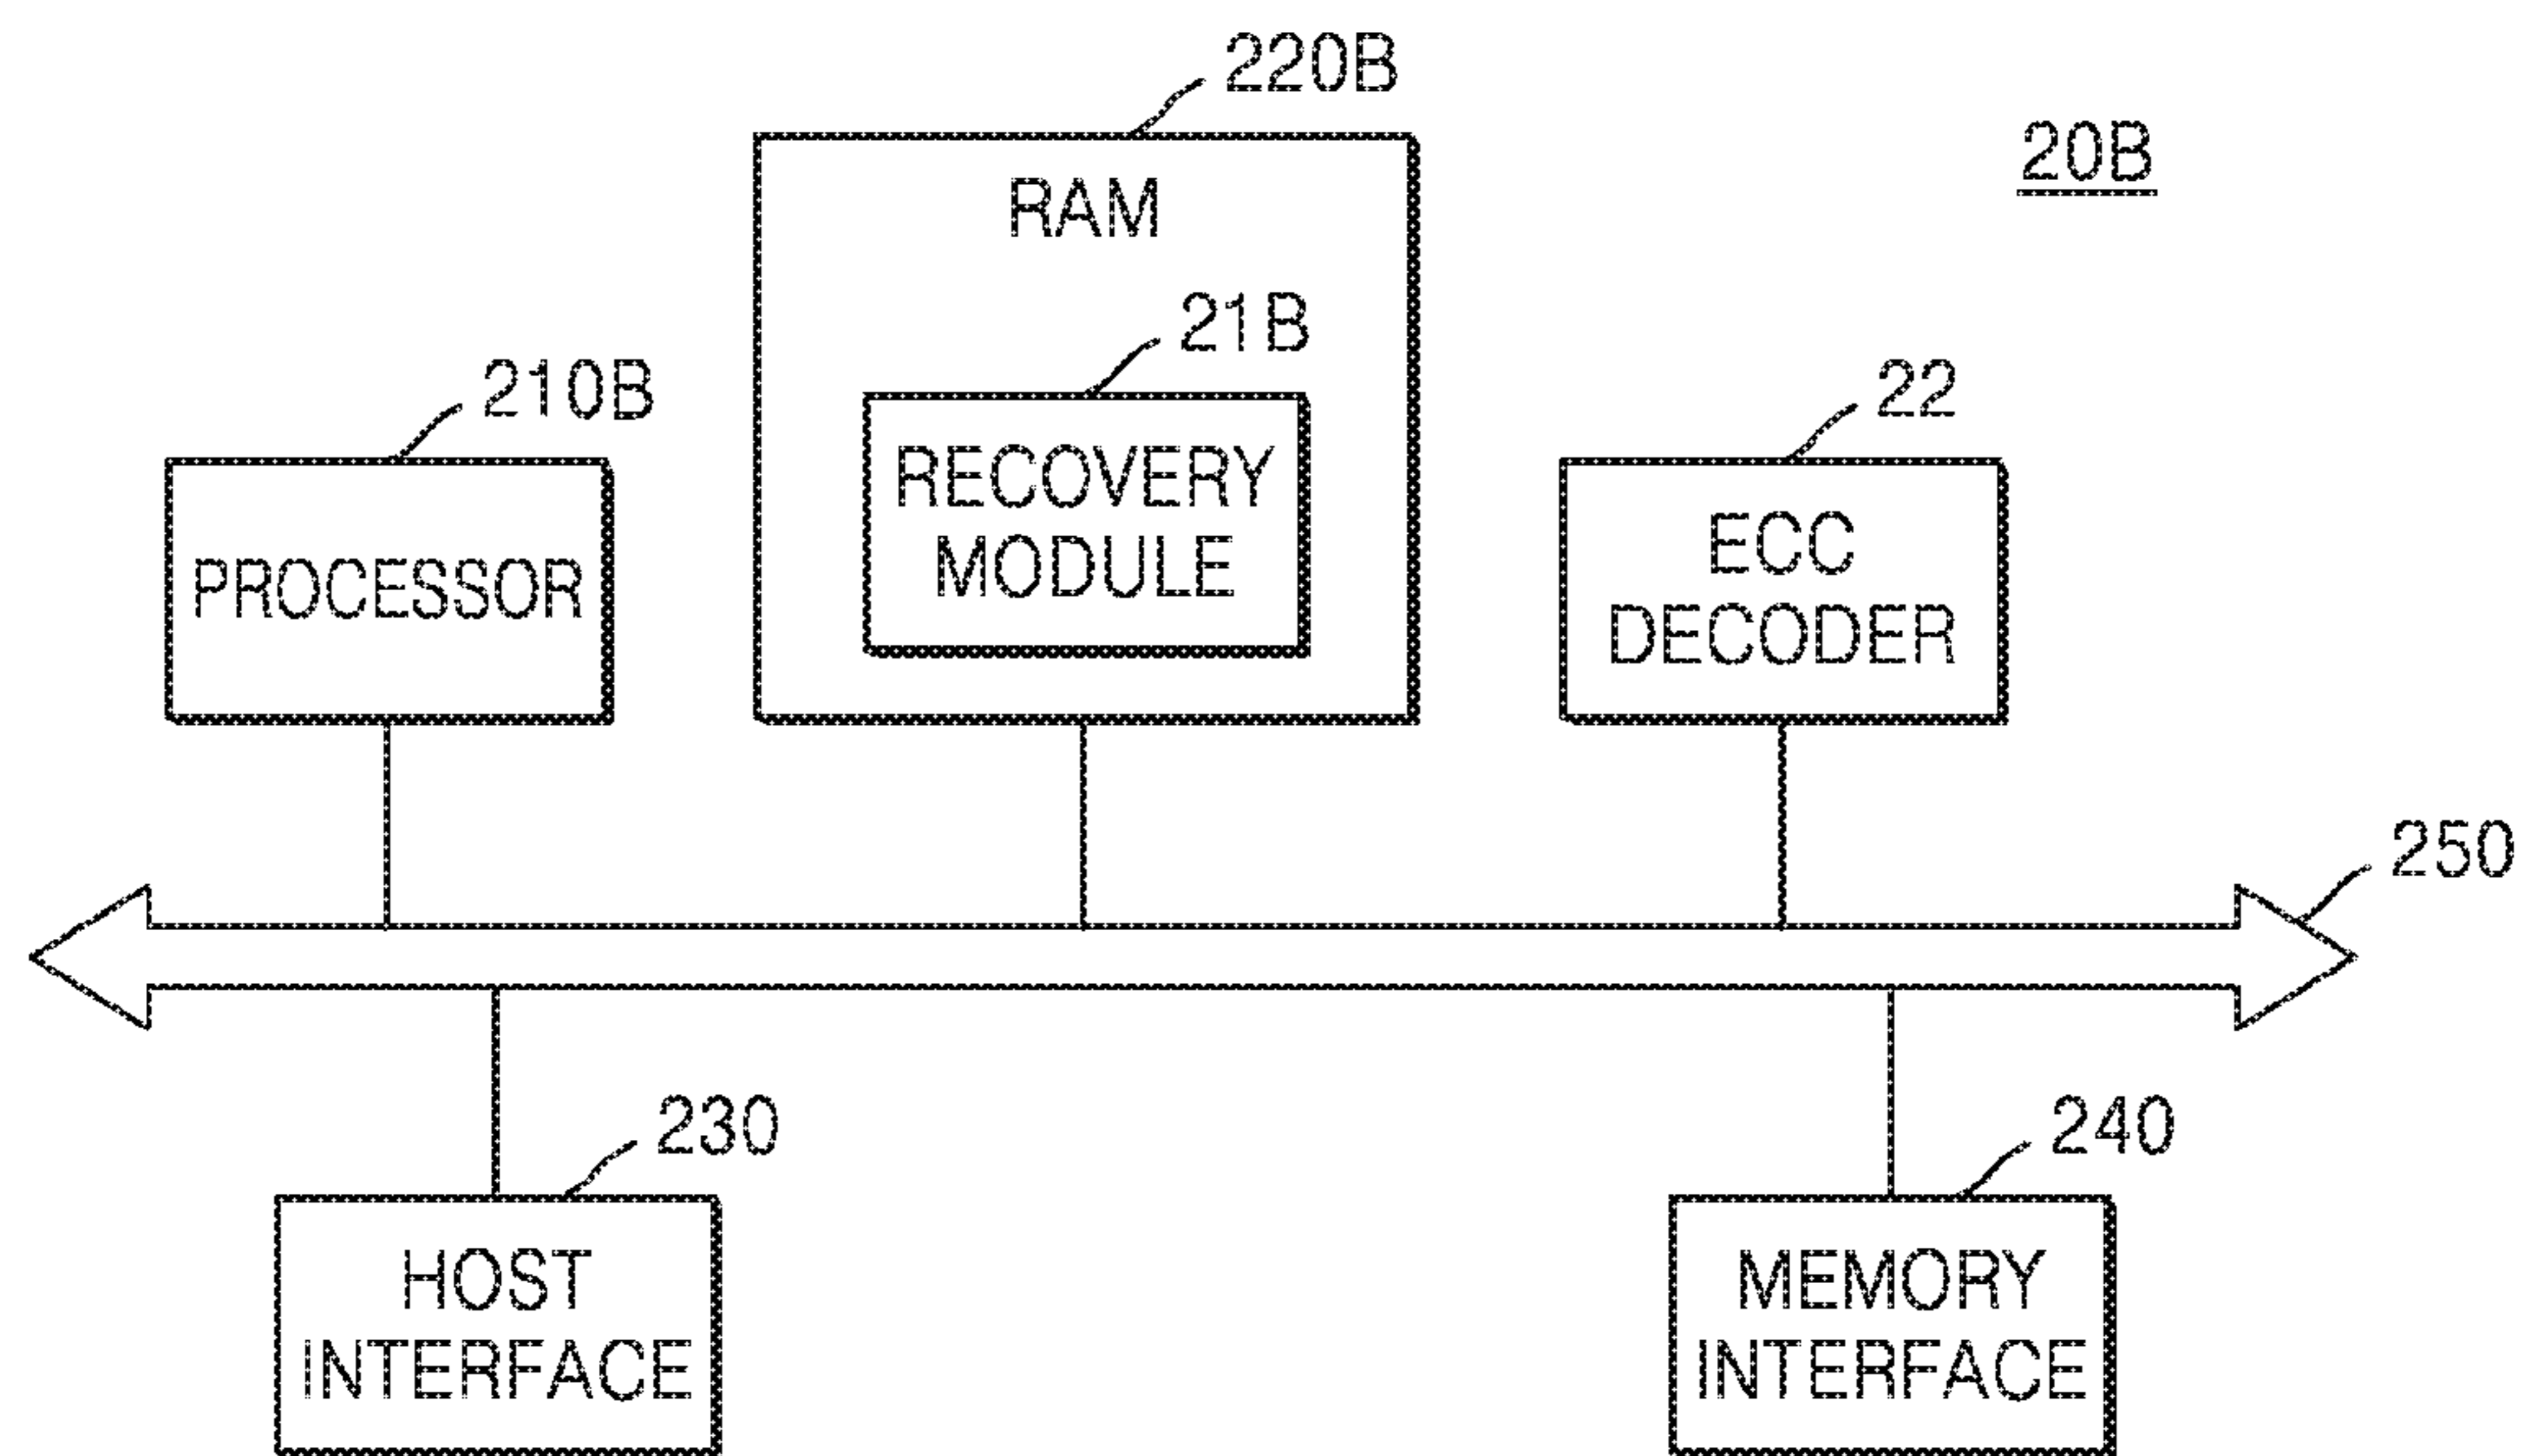 220B
20B
RAM
21B
210B
22
RECOVERY
MODULE
PROCESSOR
ECC
DECODER
250
230
240
HOST
INTERFACE
MEMORY
INTERFACE